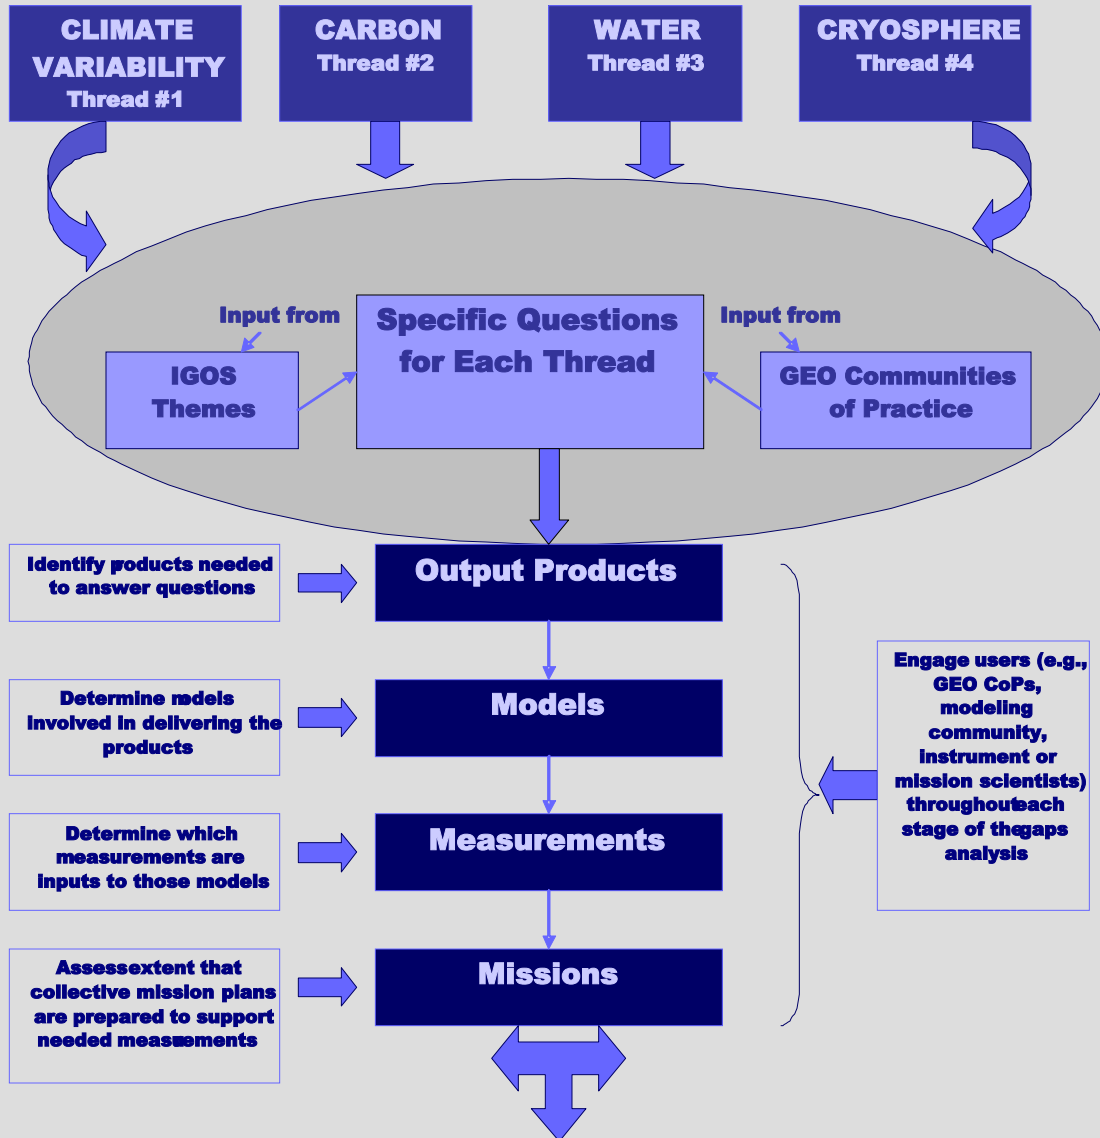 CLIMATE
VARIABILITY
Thread #1
CARBON
Thread #2
WATER
Thread #3
CRYOSPHERE
Thread #4
Input from
IGOS
Themes
Specific Questions
for Each Thread
Input from
GEO Communities
of Practice
Identify products needed
to answer questions
Output Products
Determine models
involved in delivering the
products
Models
Determine which
measurements are
inputs to those models
Measurements
Assess extent that
collective mission plans
are prepared to support
needed measurements
Missions
Engage users (e.g.,
GEO CoPs,
modeling
community,
instrument or
mission scientists)
throughout each
stage of the gaps
analysis